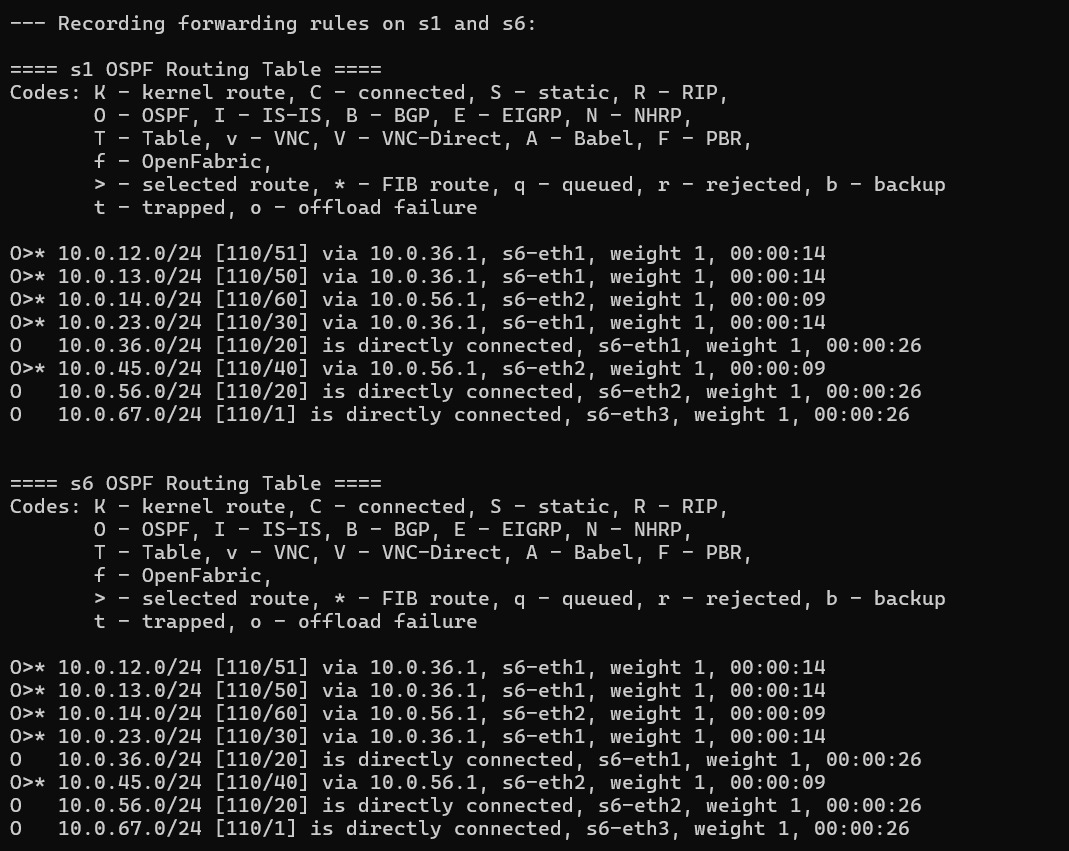 --- Recording forwarding rules on s1 and s6:

==== s1 OSPF Routing Table ====
Codes: K - kernel route, C - connected, S - static, R - RIP,
       O - OSPF, I - IS-IS, B - BGP, E - EIGRP, N - NHRP,
       T - Table, v - VNC, V - VNC-Direct, A - Babel, F - PBR,
       f - OpenFabric,
       > - selected route, * - FIB route, q - queued, r - rejected, b - backup
       t - trapped, o - offload failure

O>* 10.0.12.0/24 [110/51] via 10.0.36.1, s6-eth1, weight 1, 00:00:14
O>* 10.0.13.0/24 [110/50] via 10.0.36.1, s6-eth1, weight 1, 00:00:14
O>* 10.0.14.0/24 [110/60] via 10.0.56.1, s6-eth2, weight 1, 00:00:09
O>* 10.0.23.0/24 [110/30] via 10.0.36.1, s6-eth1, weight 1, 00:00:14
O   10.0.36.0/24 [110/20] is directly connected, s6-eth1, weight 1, 00:00:26
O>* 10.0.45.0/24 [110/40] via 10.0.56.1, s6-eth2, weight 1, 00:00:09
O   10.0.56.0/24 [110/20] is directly connected, s6-eth2, weight 1, 00:00:26
O   10.0.67.0/24 [110/1] is directly connected, s6-eth3, weight 1, 00:00:26

==== s6 OSPF Routing Table ====
Codes: K - kernel route, C - connected, S - static, R - RIP,
       O - OSPF, I - IS-IS, B - BGP, E - EIGRP, N - NHRP,
       T - Table, v - VNC, V - VNC-Direct, A - Babel, F - PBR,
       f - OpenFabric,
       > - selected route, * - FIB route, q - queued, r - rejected, b - backup
       t - trapped, o - offload failure

O>* 10.0.12.0/24 [110/51] via 10.0.36.1, s6-eth1, weight 1, 00:00:14
O>* 10.0.13.0/24 [110/50] via 10.0.36.1, s6-eth1, weight 1, 00:00:14
O>* 10.0.14.0/24 [110/60] via 10.0.56.1, s6-eth2, weight 1, 00:00:09
O>* 10.0.23.0/24 [110/30] via 10.0.36.1, s6-eth1, weight 1, 00:00:14
O   10.0.36.0/24 [110/20] is directly connected, s6-eth1, weight 1, 00:00:26
O>* 10.0.45.0/24 [110/40] via 10.0.56.1, s6-eth2, weight 1, 00:00:09
O   10.0.56.0/24 [110/20] is directly connected, s6-eth2, weight 1, 00:00:26
O   10.0.67.0/24 [110/1] is directly connected, s6-eth3, weight 1, 00:00:26